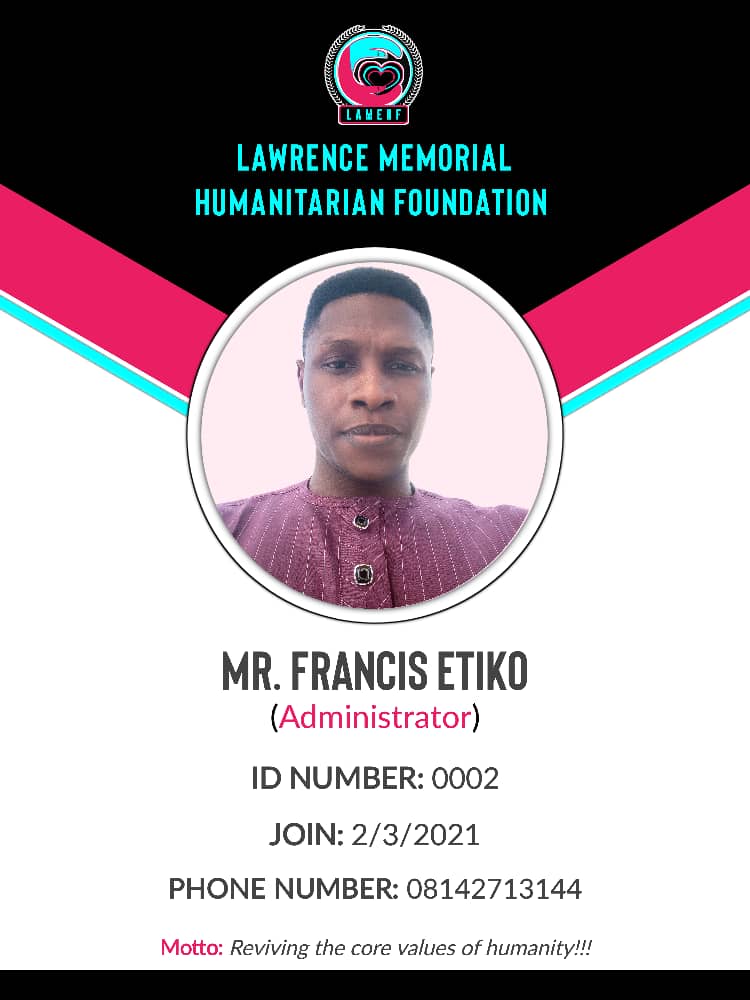 LAMEHF
LAWRENCE MEMORIAL
HUMANITARIAN FOUNDATION
MR. FRANCIS ETIKO
(Administrator)
ID NUMBER: 0002
JOIN: 2/3/2021
PHONE NUMBER: 08142713144
Motto: Reviving the core values of humanity!!!